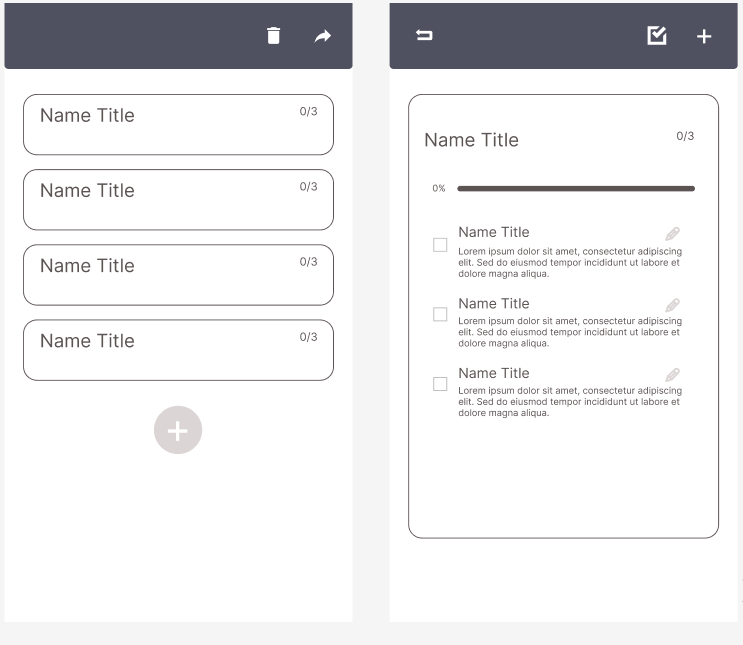 Name Title
0/3
Name Title
0/3
Name Title
0/3
Name Title
0/3
Name Title
0/3
0%
Name Title
Lorem ipsum dolor sit amet, consectetur adipiscing
elit. Sed do eiusmod tempor incididunt ut labore et
dolore magna aliqua.
Name Title
Lorem ipsum dolor sit amet, consectetur adipiscing
elit. Sed do eiusmod tempor incididunt ut labore et
dolore magna aliqua.
Name Title
Lorem ipsum dolor sit amet, consectetur adipiscing
elit. Sed do eiusmod tempor incididunt ut labore et
dolore magna aliqua.